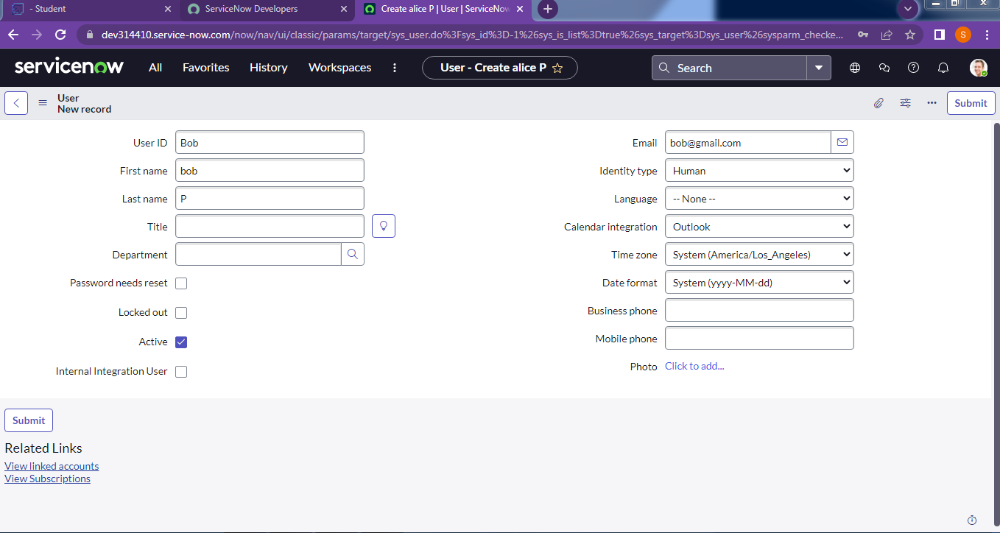 - Student
ServiceNow Developers
Create alice P | User | ServiceNow
dev314410.service-now.com/now/nav/ui/classic/params/target/sys_user.do%3Fsys_id%3D-1%26sys_is_list%3Dtrue%26sys_target%3Dsys_user%26sysparm_checke...
S
servicenow
All
Favorites
History
Workspaces
User - Create alice P
Search
User
New record
Submit
User ID
Bob
First name
bob
Last name
P
Title
Department
Password needs reset
Locked out
Active
Internal Integration User
Email
bob@gmail.com
Identity type
Human
Language
-- None --
Calendar integration
Outlook
Time zone
System (America/Los_Angeles)
Date format
System (yyyy-MM-dd)
Business phone
Mobile phone
Photo
Click to add...
Submit
Related Links
View linked accounts
View Subscriptions